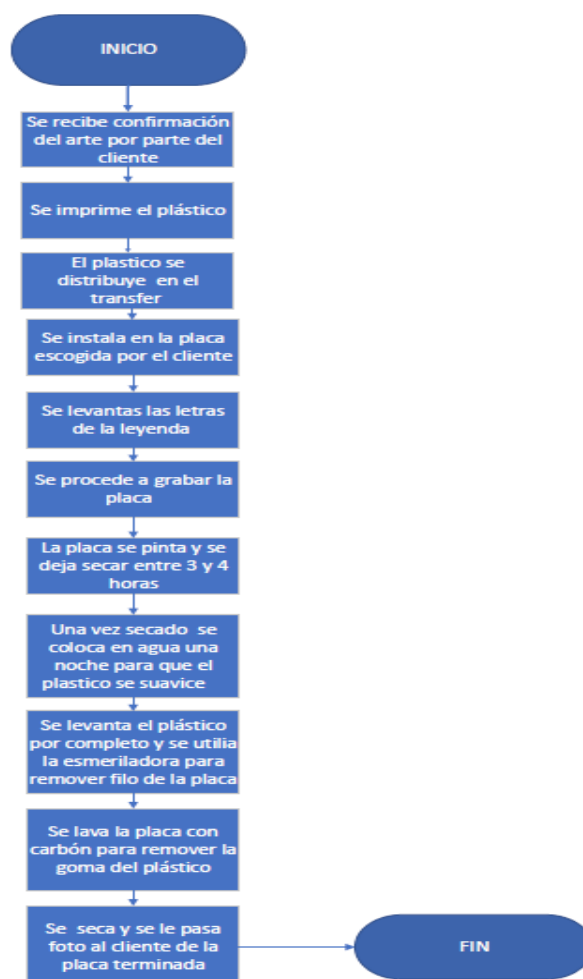 INICIO
Se recibe confirmación
del arte por parte del
cliente
Se imprime el plástico
El plastico se
distribuye en el
transfer
Se instala en la placa
escogida por el cliente
Se levantas las letras
de la leyenda
Se procede a grabar la
placa
La placa se pinta y se
deja secar entre 3 y 4
horas
Una vez secado se
coloca en agua una
noche para que el
plastico se suavice
Se levanta el plástico
por completo y se utilia
la esmeriladora para
remover filo de la placa
Se lava la placa con
carbón para remover la
goma del plástico
Se seca y se le pasa
foto al cliente de la
placa terminada
FIN